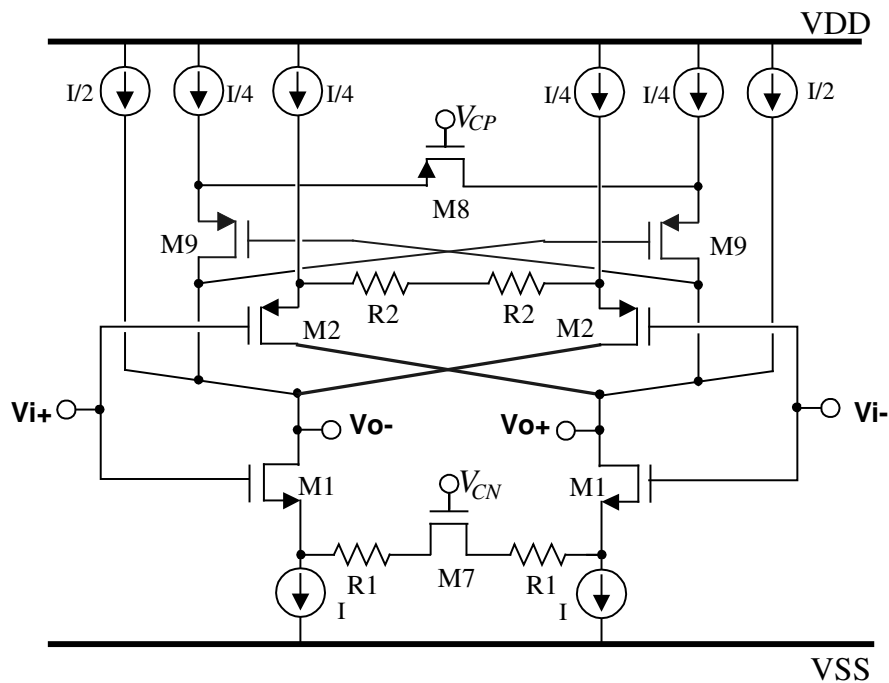 VDD
I/2 I/4 I/4 I/4 I/4 I/2
VCP
M8
M9 M9
R2 R2
M2 M2
Vi+ Vo- Vo+ Vi-
VCN
M1 M1
R1 M7 R1
I I
VSS